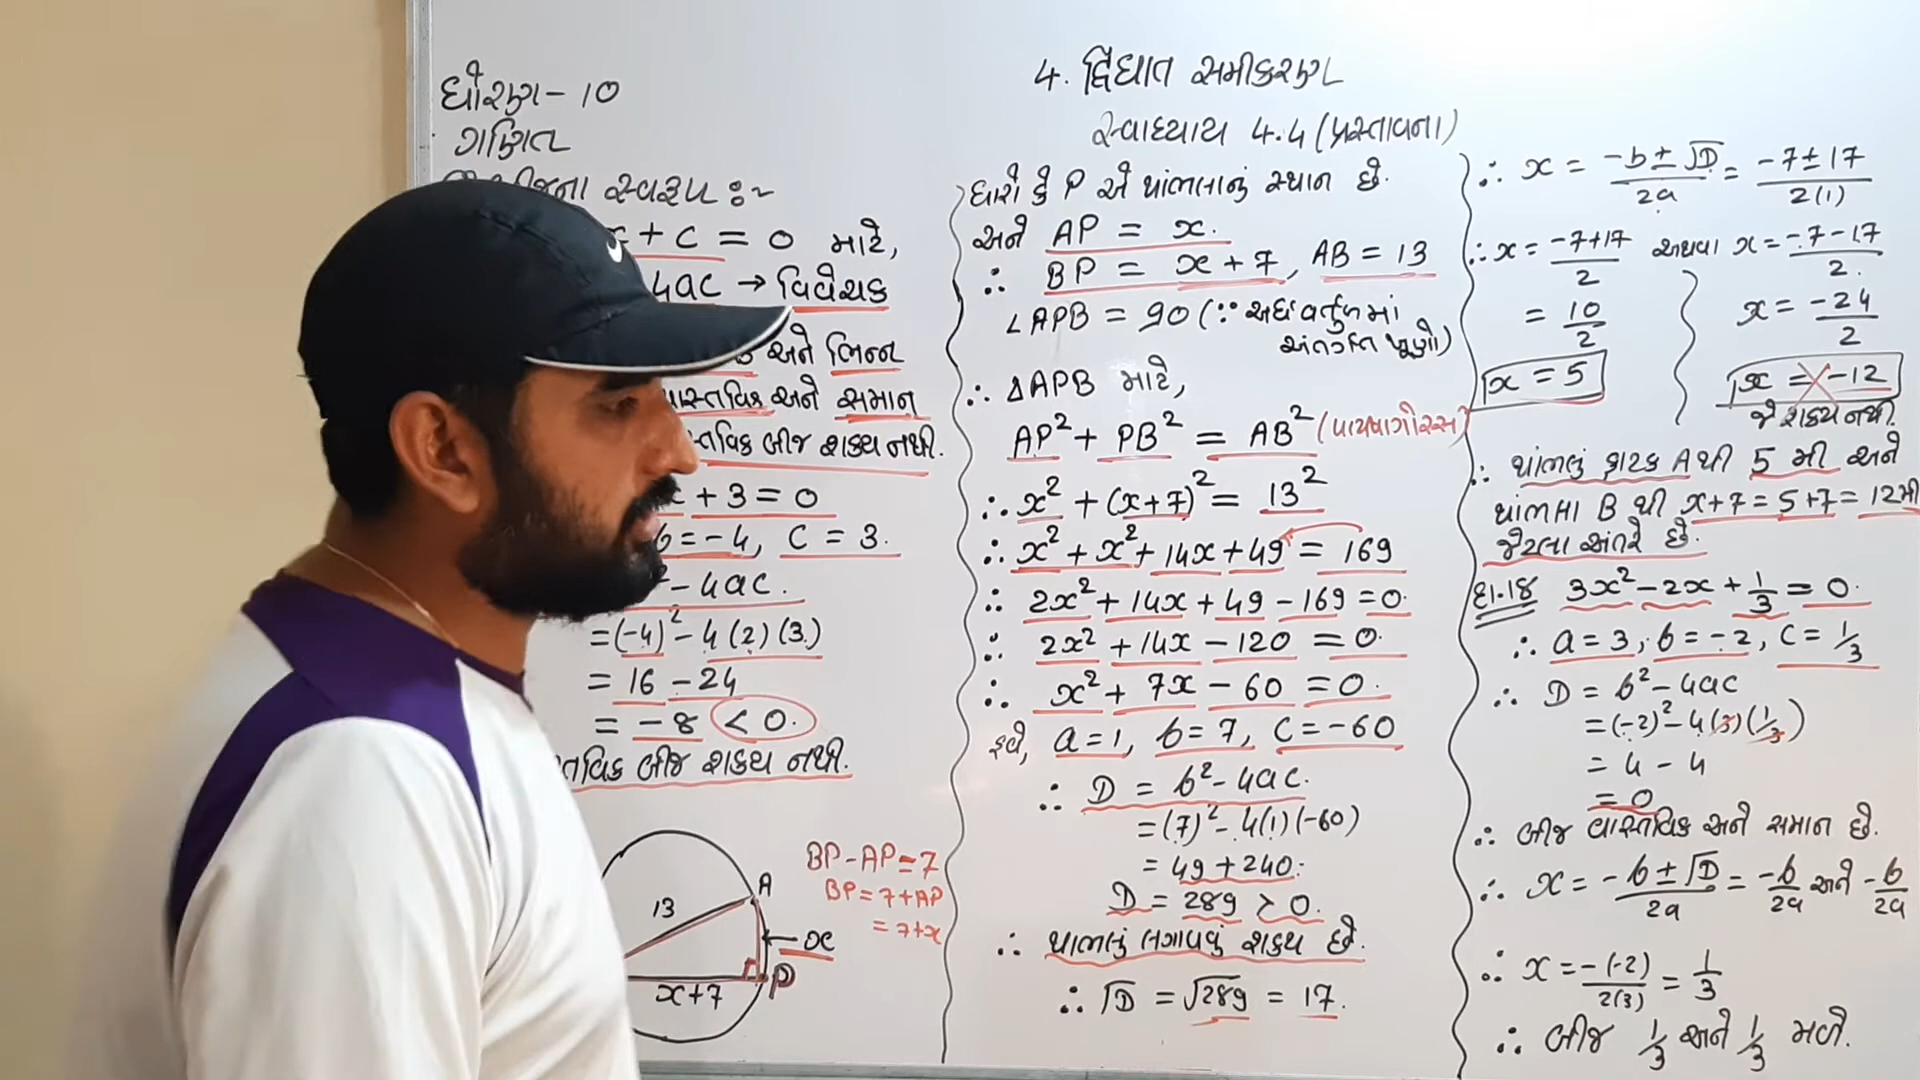 ધોરણ-10
ગણિત
સ્વરૂપ :~
x + c = 0 માટે,
4ac → વિવેચક
અને ભિન્ન
વાસ્તવિક અને સમાન
બીજ શક્ય નથી.
+ 3 = 0
b = -4, c = 3.
- 4ac.
= (-4)² - 4(2)(3)
= 16 - 24
= -8 < 0.
બીજ શક્ય નથી.
BP - AP = 7
BP = 7 + AP
= 7 + x
A
13
x
x + 7
P
4. દ્વિઘાત સમીકરણ
સ્વાધ્યાય 4.4 (પ્રસ્તાવના)
ધારો કે P એ થાંભલાનું સ્થાન છે.
અને AP = x.
∴ BP = x + 7, AB = 13
∠APB = 90 (∵ અર્ધવર્તુળમાં
અંતર્ગત ખૂણો)
∴ ΔAPB માટે,
AP² + PB² = AB² (પાયથાગોરસ)
∴ x² + (x+7)² = 13²
∴ x² + x² + 14x + 49 = 169
∴ 2x² + 14x + 49 - 169 = 0.
∴ 2x² + 14x - 120 = 0.
∴ x² + 7x - 60 = 0.
હવે, a = 1, b = 7, c = -60
∴ D = b² - 4ac.
= (7)² - 4(1)(-60)
= 49 + 240.
D = 289 > 0.
∴ થાંભલું લગાવવું શક્ય છે.
∴ √D = √289 = 17.
∴ x = -b ± √D / 2a = -7 ± 17 / 2(1)
∴ x = -7+17 / 2 અથવા x = -7-17 / 2.
= 10/2
x = 5
x = -24 / 2
x = -12
જે શક્ય નથી.
∴ થાંભલું ફાટક A થી 5 મી અને
B થી x+7 = 5+7 = 12મી
જેટલા અંતરે છે.
દા.18 3x² - 2x + 1/3 = 0.
∴ a = 3, b = -2, c = 1/3
∴ D = b² - 4ac
= (-2)² - 4(3)(1/3)
= 4 - 4
= 0
∴ બીજ વાસ્તવિક અને સમાન છે.
∴ x = -b ± √D / 2a = -b/2a અને -b/2a
∴ x = -(-2) / 2(3) = 1/3
∴ બીજ 1/3 અને 1/3 મળે.